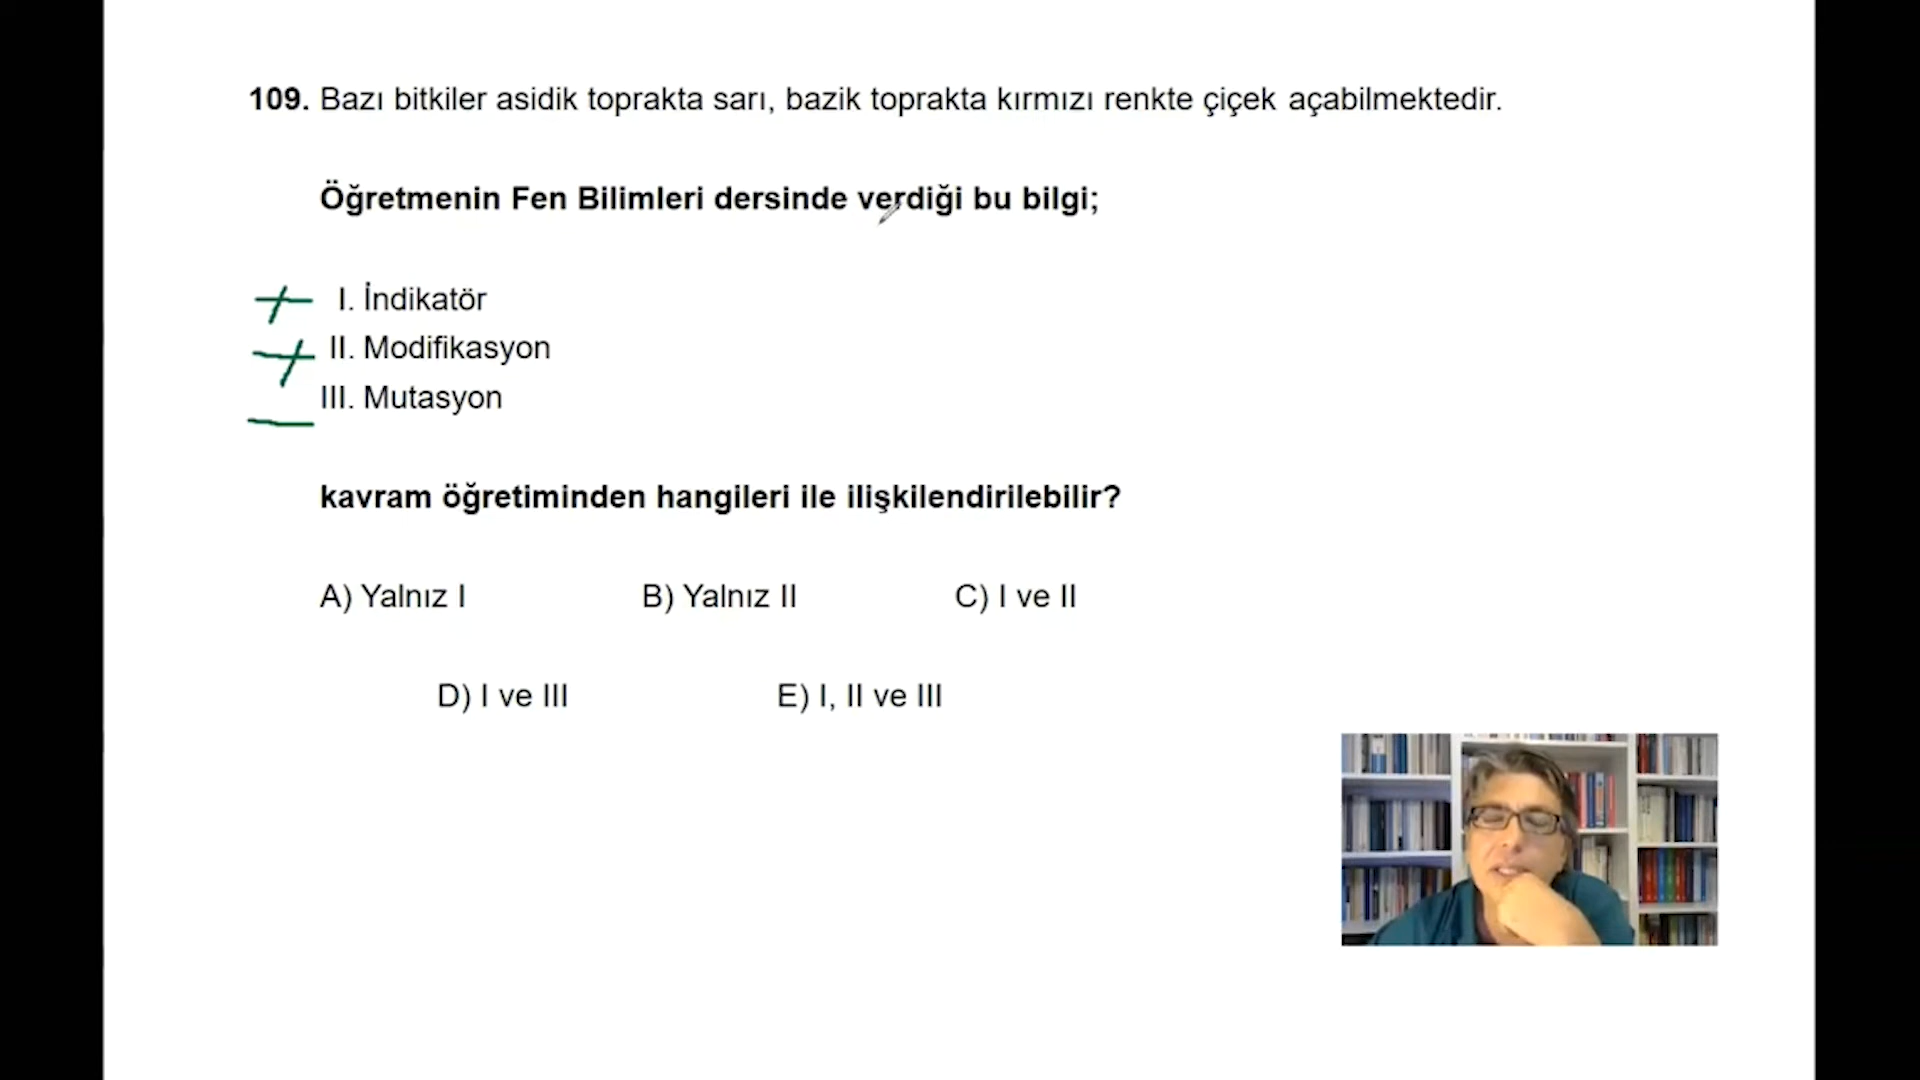 109. Bazı bitkiler asidik toprakta sarı, bazik toprakta kırmızı renkte çiçek açabilmektedir.
Öğretmenin Fen Bilimleri dersinde verdiği bu bilgi;
I. İndikatör
II. Modifikasyon
III. Mutasyon
kavram öğretiminden hangileri ile ilişkilendirilebilir?
A) Yalnız I B) Yalnız II C) I ve II
D) I ve III E) I, II ve III